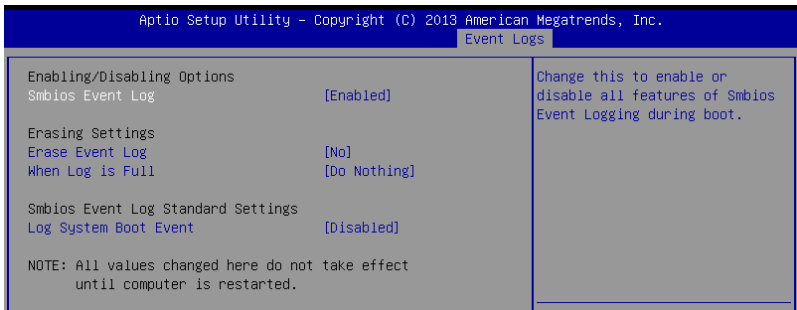 Aptio Setup Utility – Copyright (C) 2013 American Megatrends, Inc.
Event Logs
Enabling/Disabling Options
Smbios Event Log [Enabled]
Erasing Settings
Erase Event Log [No]
When Log is Full [Do Nothing]
Smbios Event Log Standard Settings
Log System Boot Event [Disabled]
NOTE: All values changed here do not take effect
until computer is restarted.
Change this to enable or
disable all features of Smbios
Event Logging during boot.